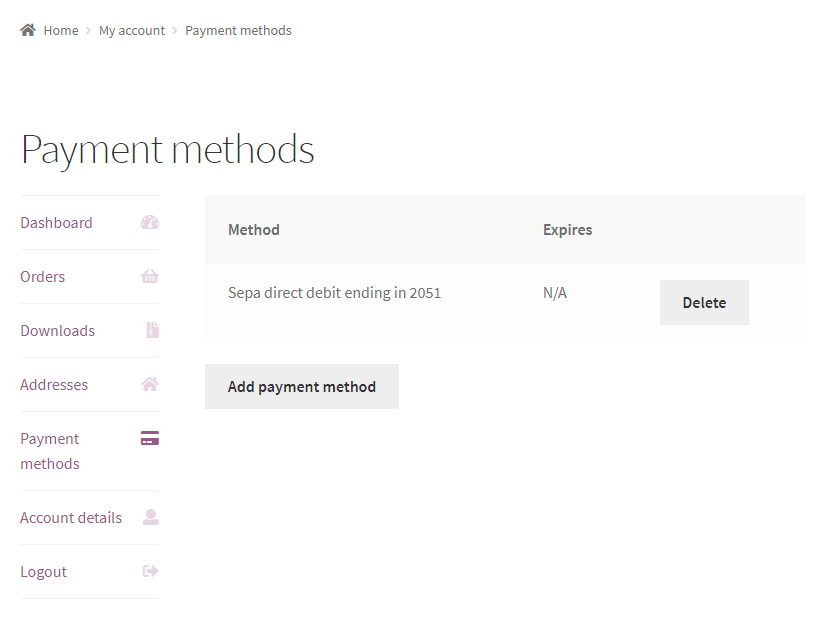 Home > My account > Payment methods
Payment methods
Dashboard
Orders
Downloads
Addresses
Payment
methods
Account details
Logout
Method Expires
Sepa direct debit ending in 2051 N/A Delete
Add payment method